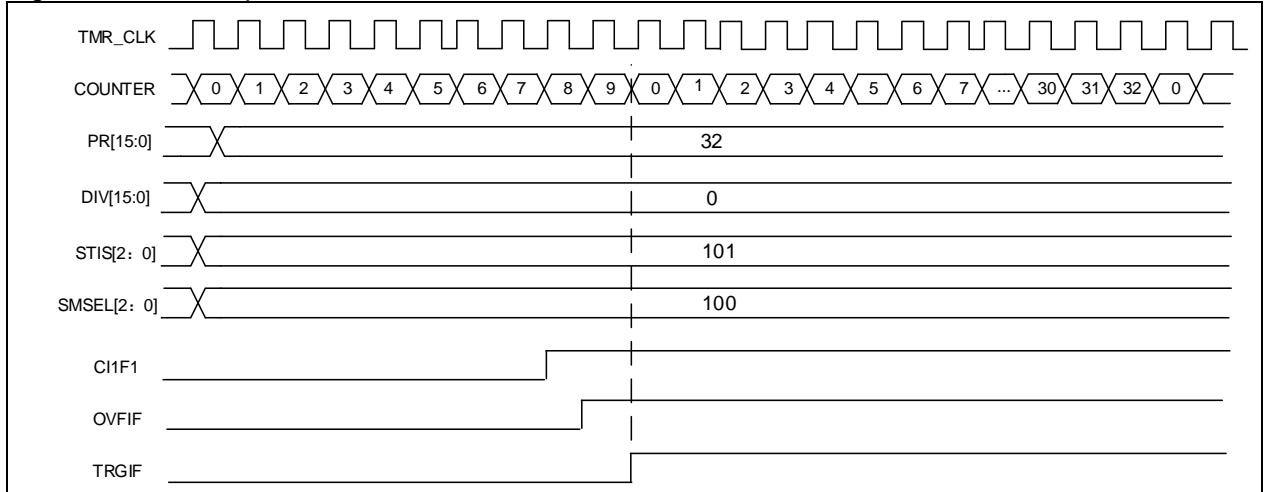 TMR_CLK
COUNTER 0 1 2 3 4 5 6 7 8 9 0 1 2 3 4 5 6 7 ... 30 31 32 0
PR[15:0] 32
DIV[15:0] 0
STIS[2：0] 101
SMSEL[2：0] 100
CI1F1
OVFIF
TRGIF